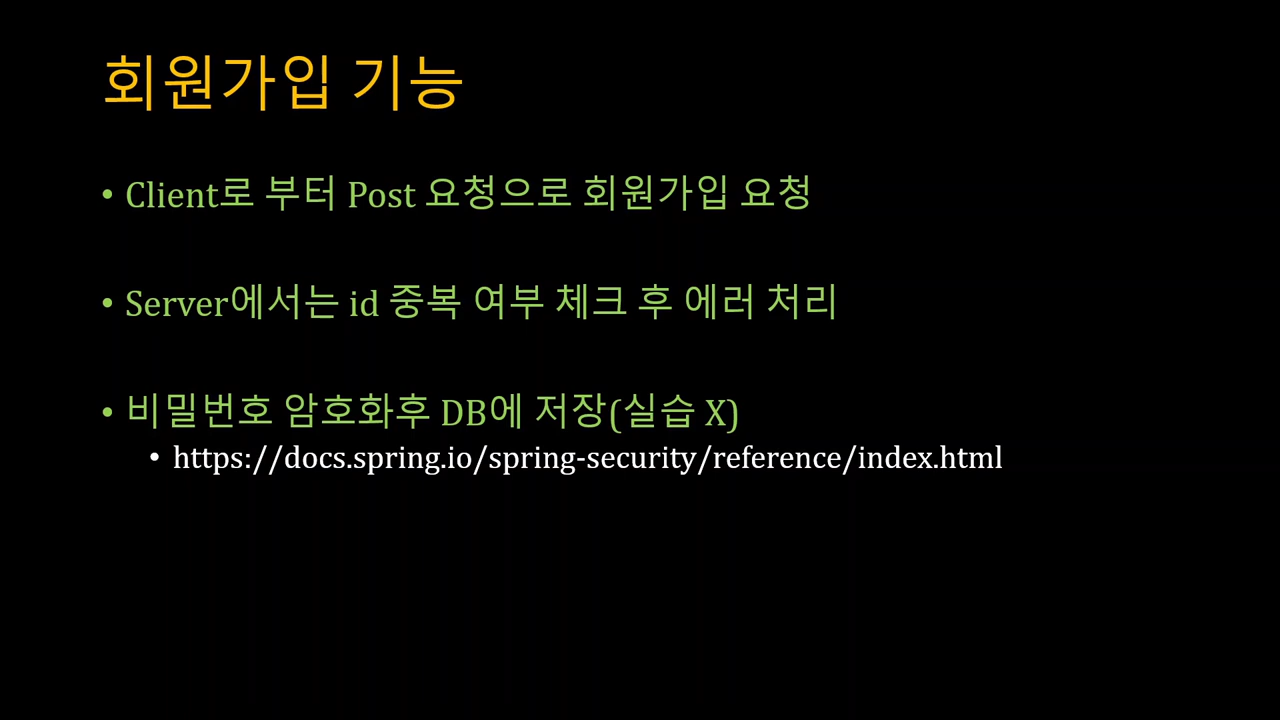 회원가입 기능
• Client로 부터 Post 요청으로 회원가입 요청
• Server에서는 id 중복 여부 체크 후 에러 처리
• 비밀번호 암호화후 DB에 저장(실습 X)
• https://docs.spring.io/spring-security/reference/index.html